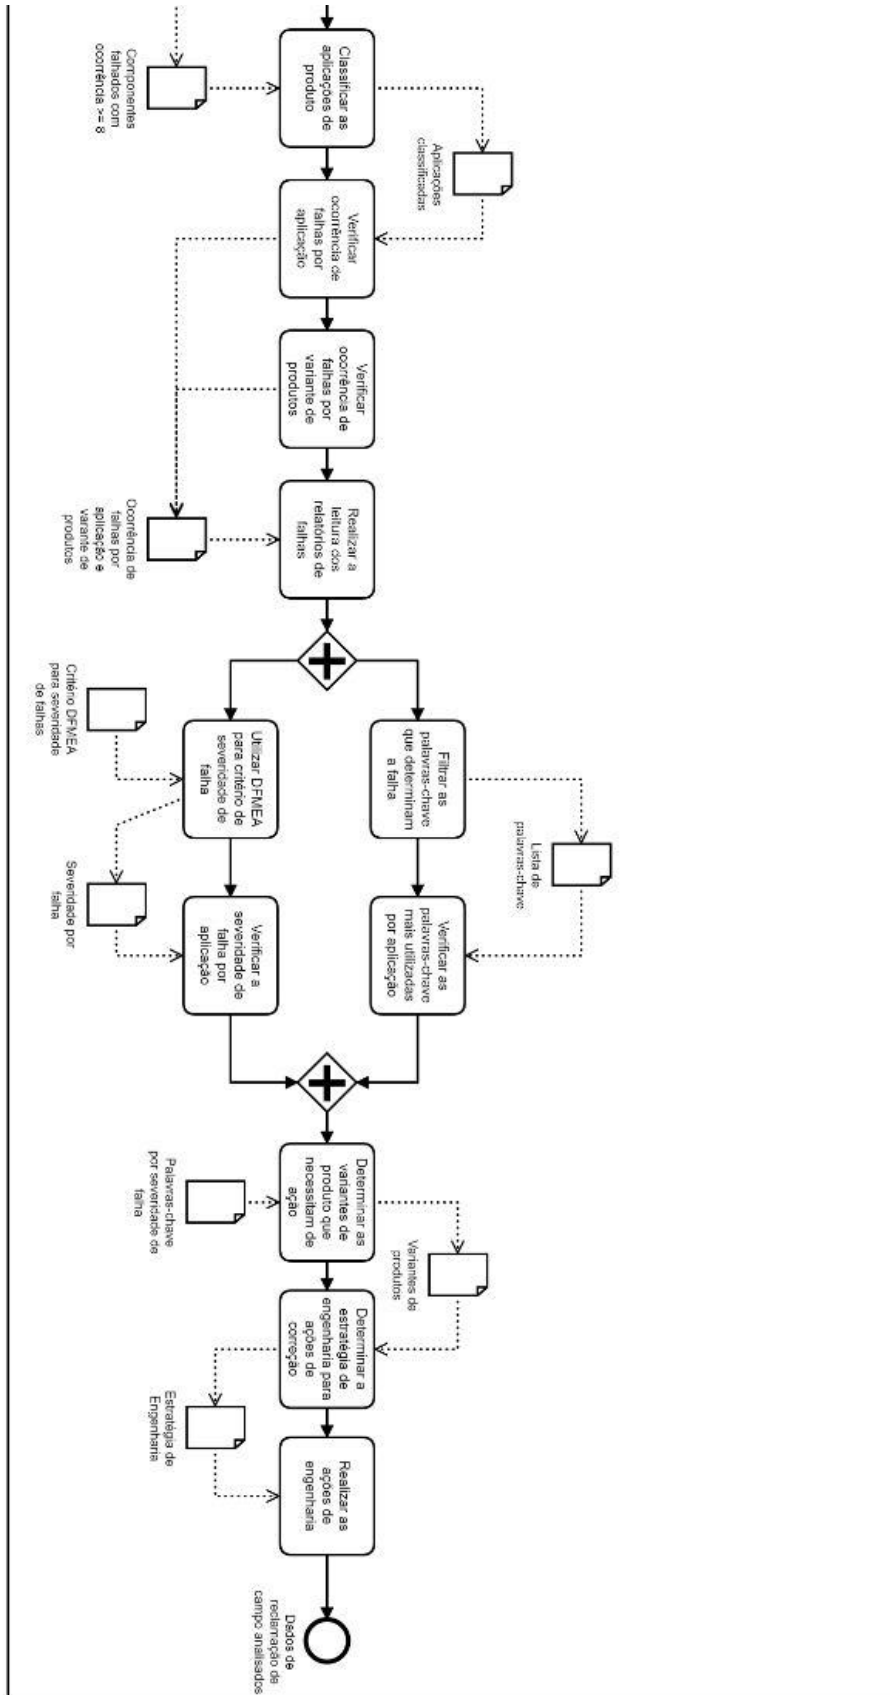 Componentes
falhados com
ocorrência >= 8
Classificar as
aplicações de
produto
Aplicações
classificadas
Verificar
ocorrência de
falhas por
aplicação
Verificar
ocorrência de
falhas por
variante de
produtos
Ocorrência de
falhas por
aplicação e
varante de
produtos
Realizar a
leitura dos
relatórios de
falhas
Critério DFMEA
para severidade
de falhas
Utilizar DFMEA
para critério de
severidade de
falha
Filtrar as
palavras-chave
que determinam
a falha
Lista de
palavras-chave
Severidade por
falha
Verificar a
severidade de
falha por
aplicação
Verificar as
palavras-chave
mais utilizadas
por aplicação
Palavras-chave
por severidade de
falha
Determinar as
variantes de
produto que
necessitam de
ação
Variantes de
produtos
Determinar a
estratégia de
engenharia para
ações de
correção
Estratégia de
Engenharia
Realizar as
ações de
engenharia
Dados de
reclamação de
campo analisados